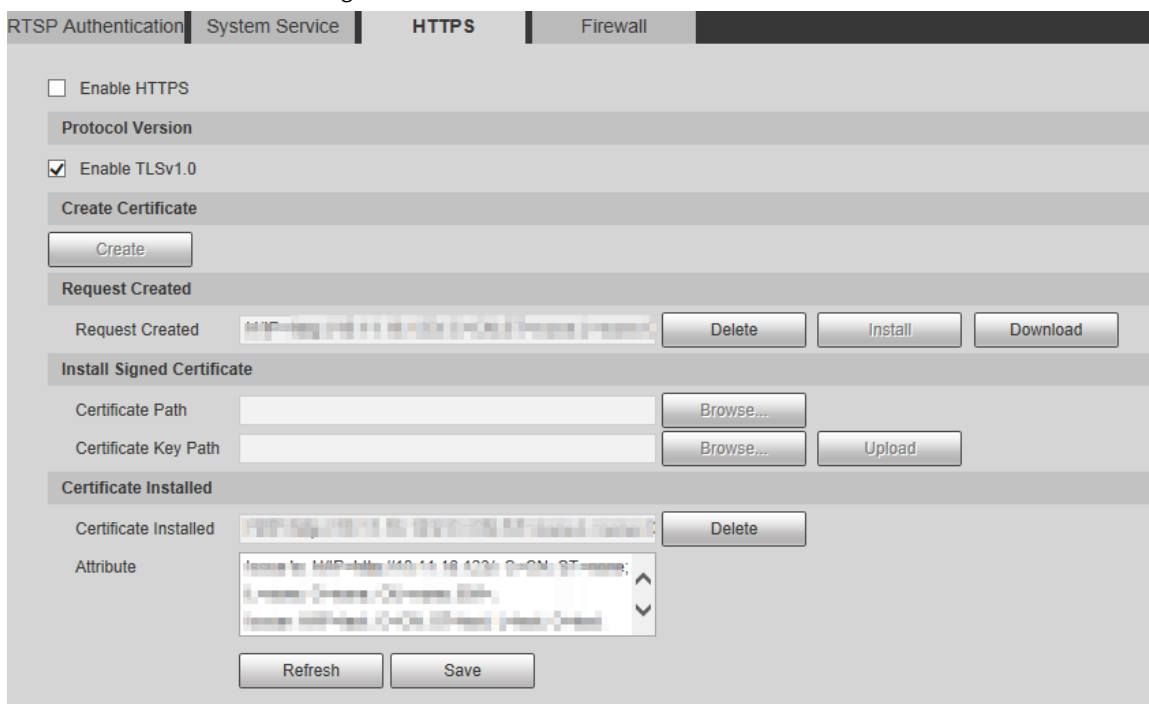 RTSP Authentication System Service HTTPS Firewall
Enable HTTPS
Protocol Version
Enable TLSv1.0
Create Certificate
Create
Request Created
Request Created Delete Install Download
Install Signed Certificate
Certificate Path Browse...
Certificate Key Path Browse... Upload
Certificate Installed
Certificate Installed Delete
Attribute
Refresh Save